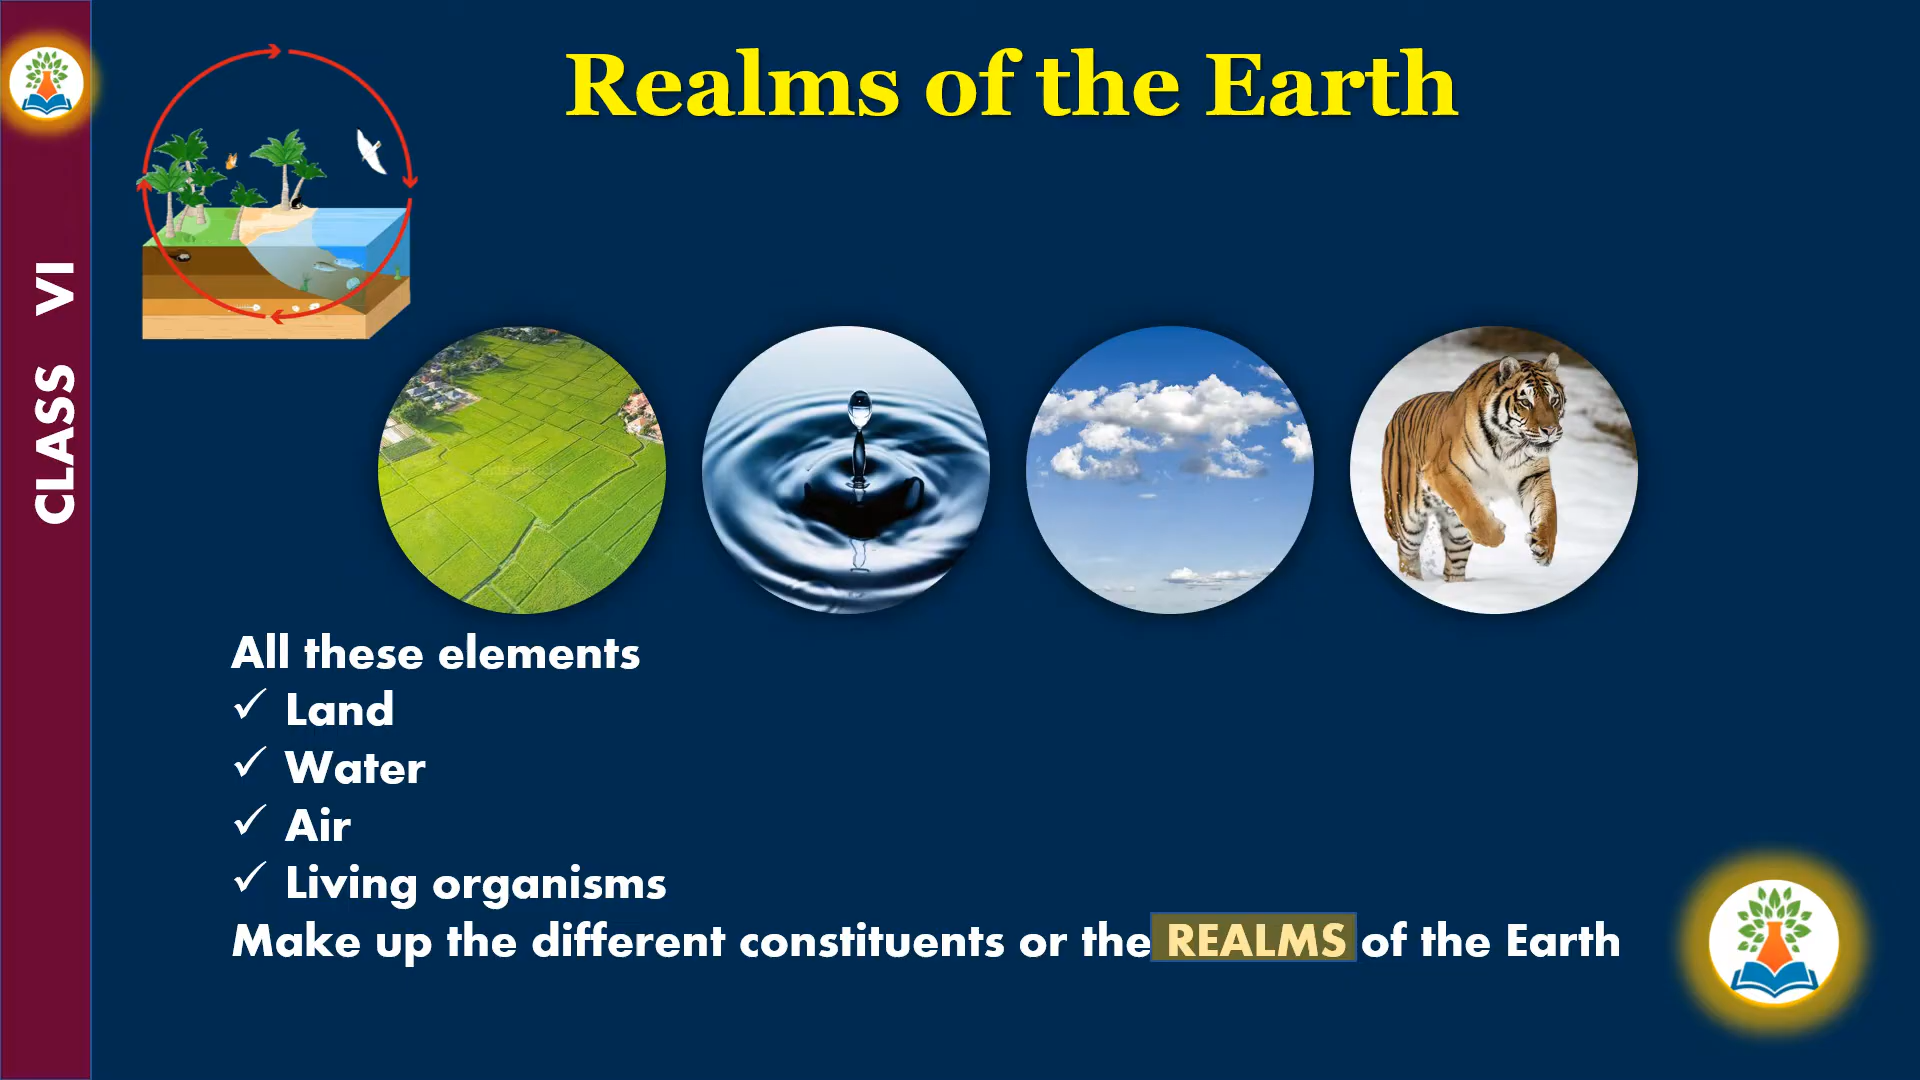 Realms of the Earth
CLASS VI
All these elements
✓ Land
✓ Water
✓ Air
✓ Living organisms
Make up the different constituents or the REALMS of the Earth